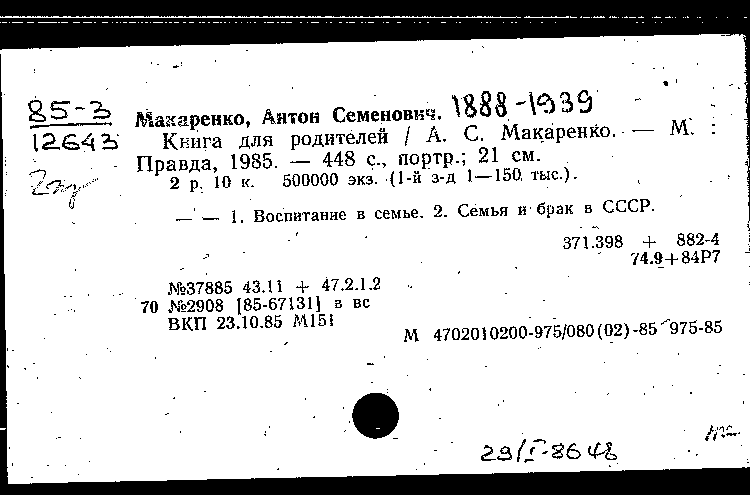 85-3
12643
Макаренко, Антон Семенович. 1888-1939
Книга для родителей / А. С. Макаренко. — М. :
Правда, 1985. — 448 с., портр.; 21 см.
2 р. 10 к. 500000 экз. (1-й з-д 1—150. тыс.).
— — 1. Воспитание в семье. 2. Семья и брак в СССР.
371.398 + 882-4
74.9+84Р7
№37885 43.11 + 47.2.1.2
70 №2908 [85-67131] в вс
ВКП 23.10.85 М151
М 4702010200-975/080(02)-85 975-85
29/I-8648